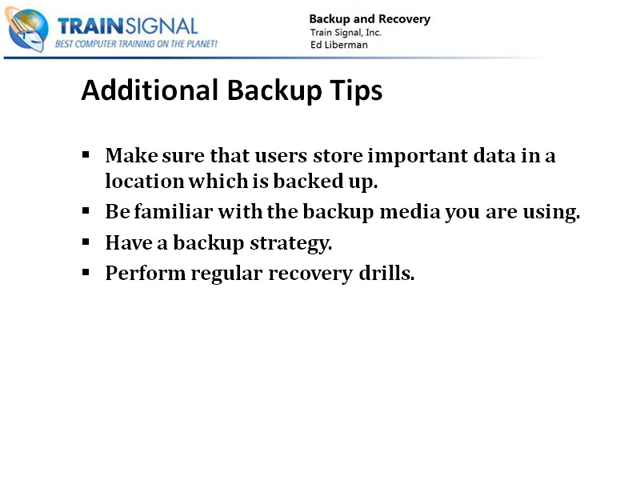 TRAINSIGNAL
BEST COMPUTER TRAINING ON THE PLANET!
Backup and Recovery
Train Signal, Inc.
Ed Liberman
Additional Backup Tips
▪ Make sure that users store important data in a
location which is backed up.
▪ Be familiar with the backup media you are using.
▪ Have a backup strategy.
▪ Perform regular recovery drills.